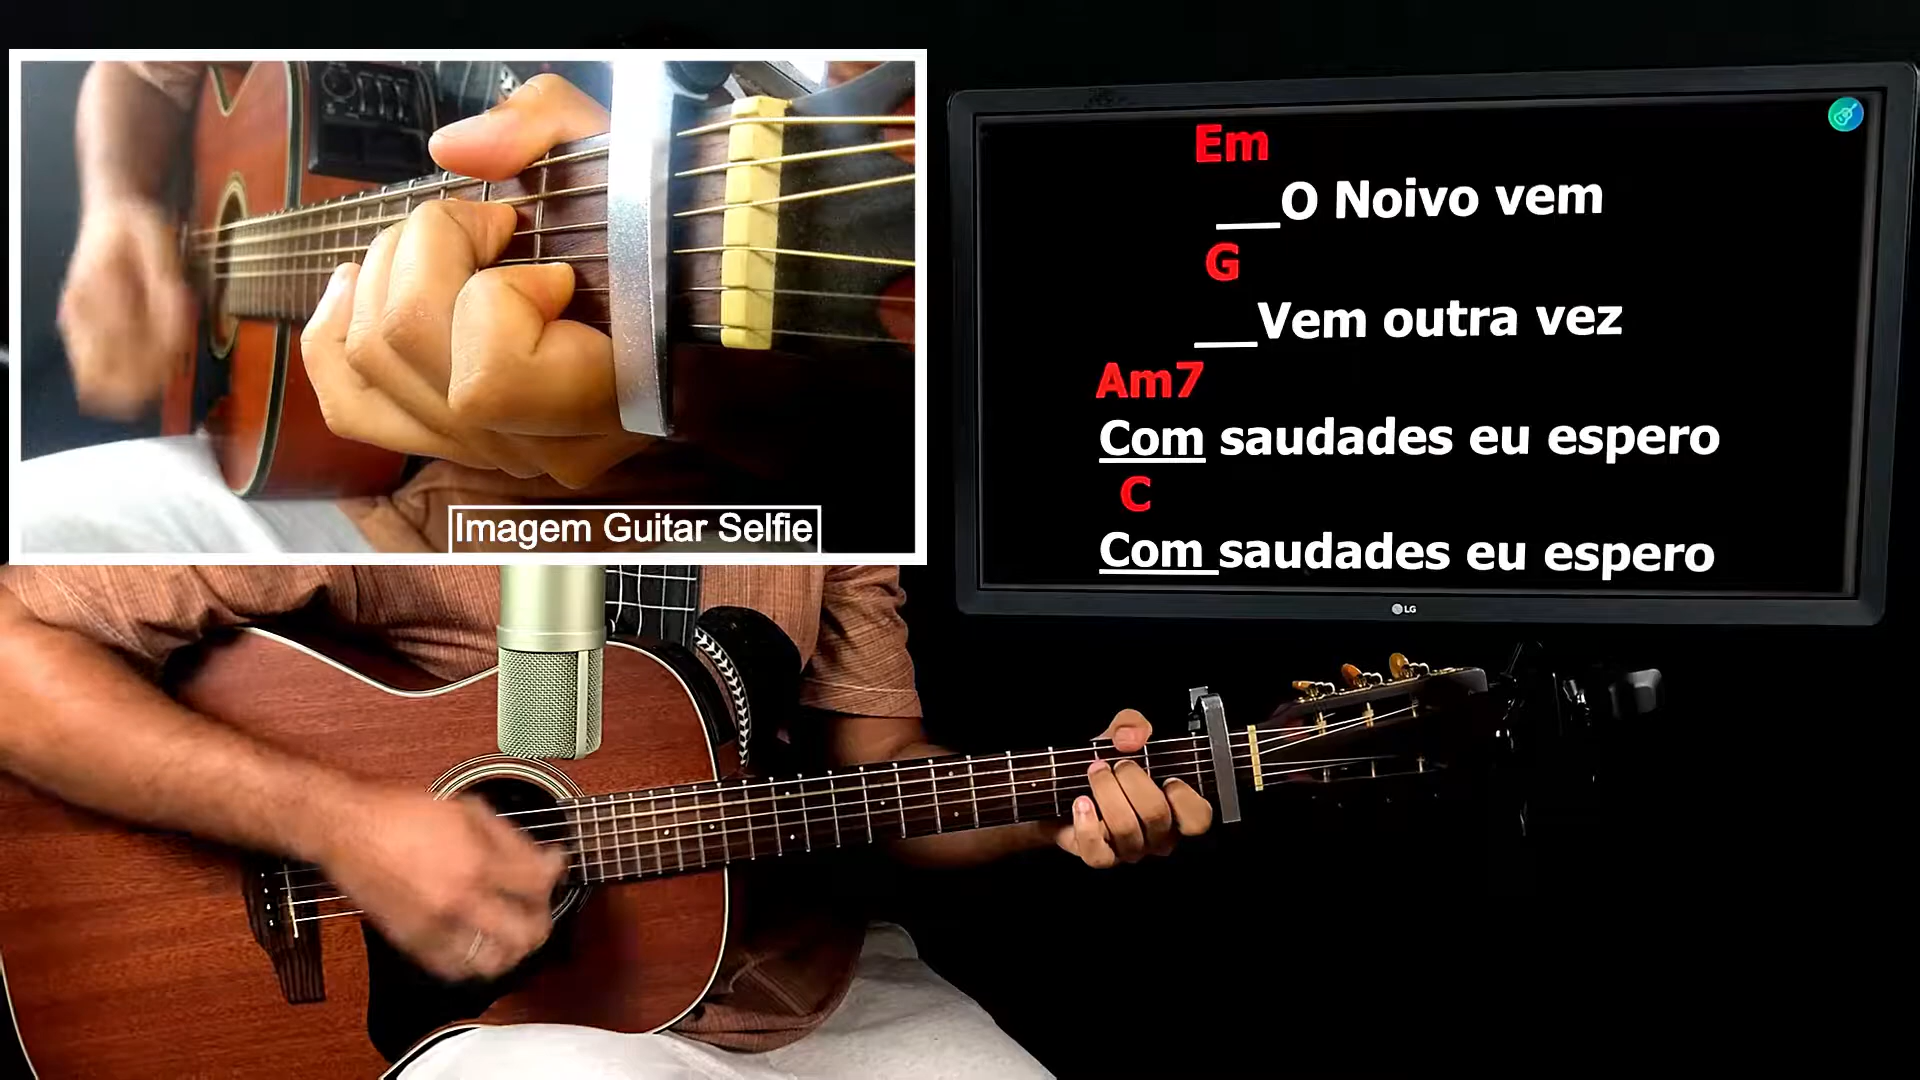 Imagem Guitar Selfie
Em
__O Noivo vem
G
__Vem outra vez
Am7
Com saudades eu espero
C
Com saudades eu espero
LG